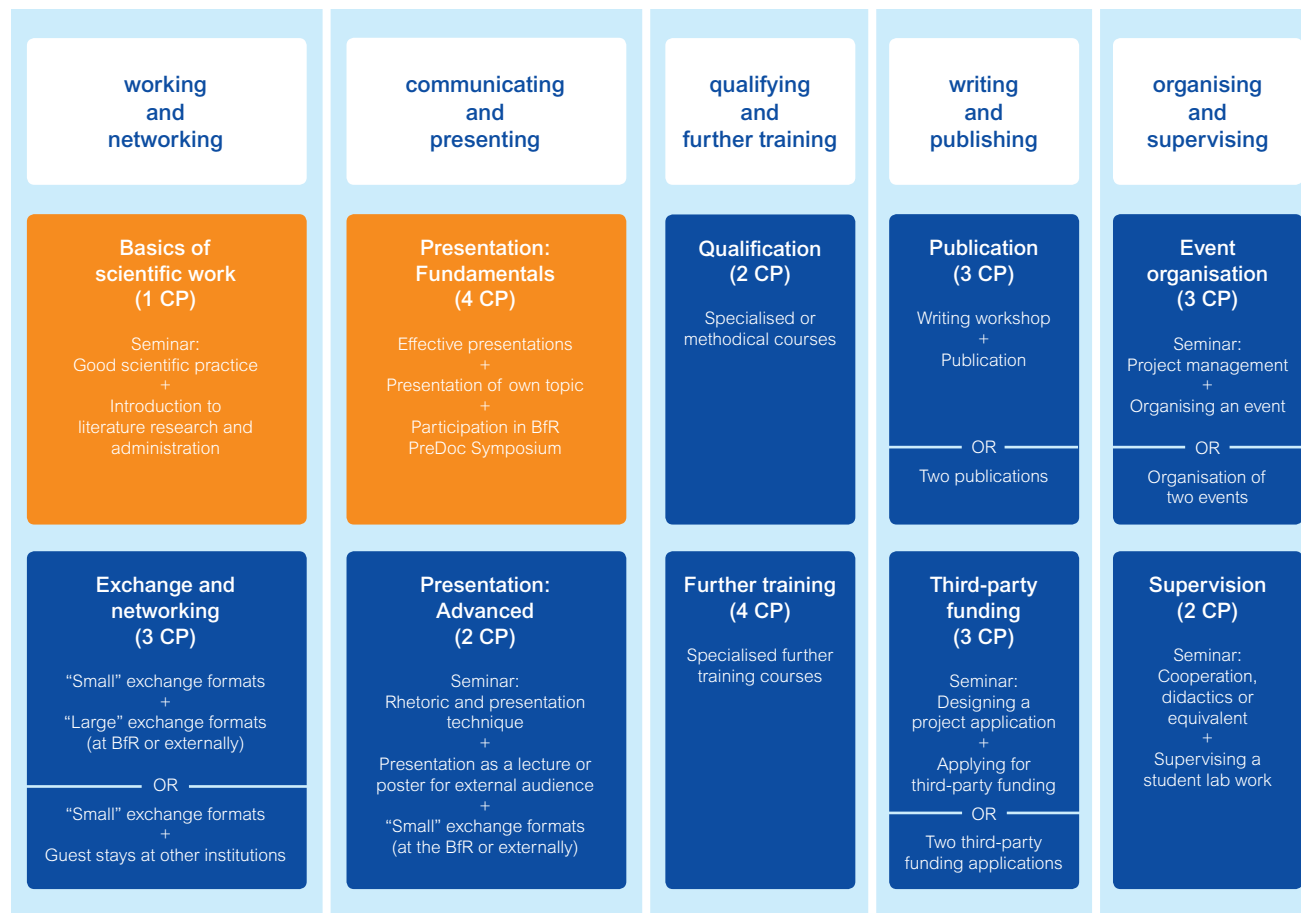 working
and
networking
communicating
and
presenting
qualifying
and
further training
writing
and
publishing
organising
and
supervising
Basics of
scientific work
(1 CP)
Seminar:
Good scientific practice
+
Introduction to
literature research and
administration
Presentation:
Fundamentals
(4 CP)
Effective presentations
+
Presentation of own topic
+
Participation in BfR
PreDoc Symposium
Qualification
(2 CP)
Specialised or
methodical courses
Publication
(3 CP)
Writing workshop
+
Publication
OR
Two publications
Event
organisation
(3 CP)
Seminar:
Project management
+
Organising an event
OR
Organisation of
two events
Exchange and
networking
(3 CP)
“Small” exchange formats
+
“Large” exchange formats
(at BfR or externally)
OR
“Small” exchange formats
+
Guest stays at other institutions
Presentation:
Advanced
(2 CP)
Seminar:
Rhetoric and presentation
technique
+
Presentation as a lecture or
poster for external audience
+
“Small” exchange formats
(at the BfR or externally)
Further training
(4 CP)
Specialised further
training courses
Third-party
funding
(3 CP)
Seminar:
Designing a
project application
+
Applying for
third-party funding
OR
Two third-party
funding applications
Supervision
(2 CP)
Seminar:
Cooperation,
didactics or
equivalent
+
Supervising a
student lab work